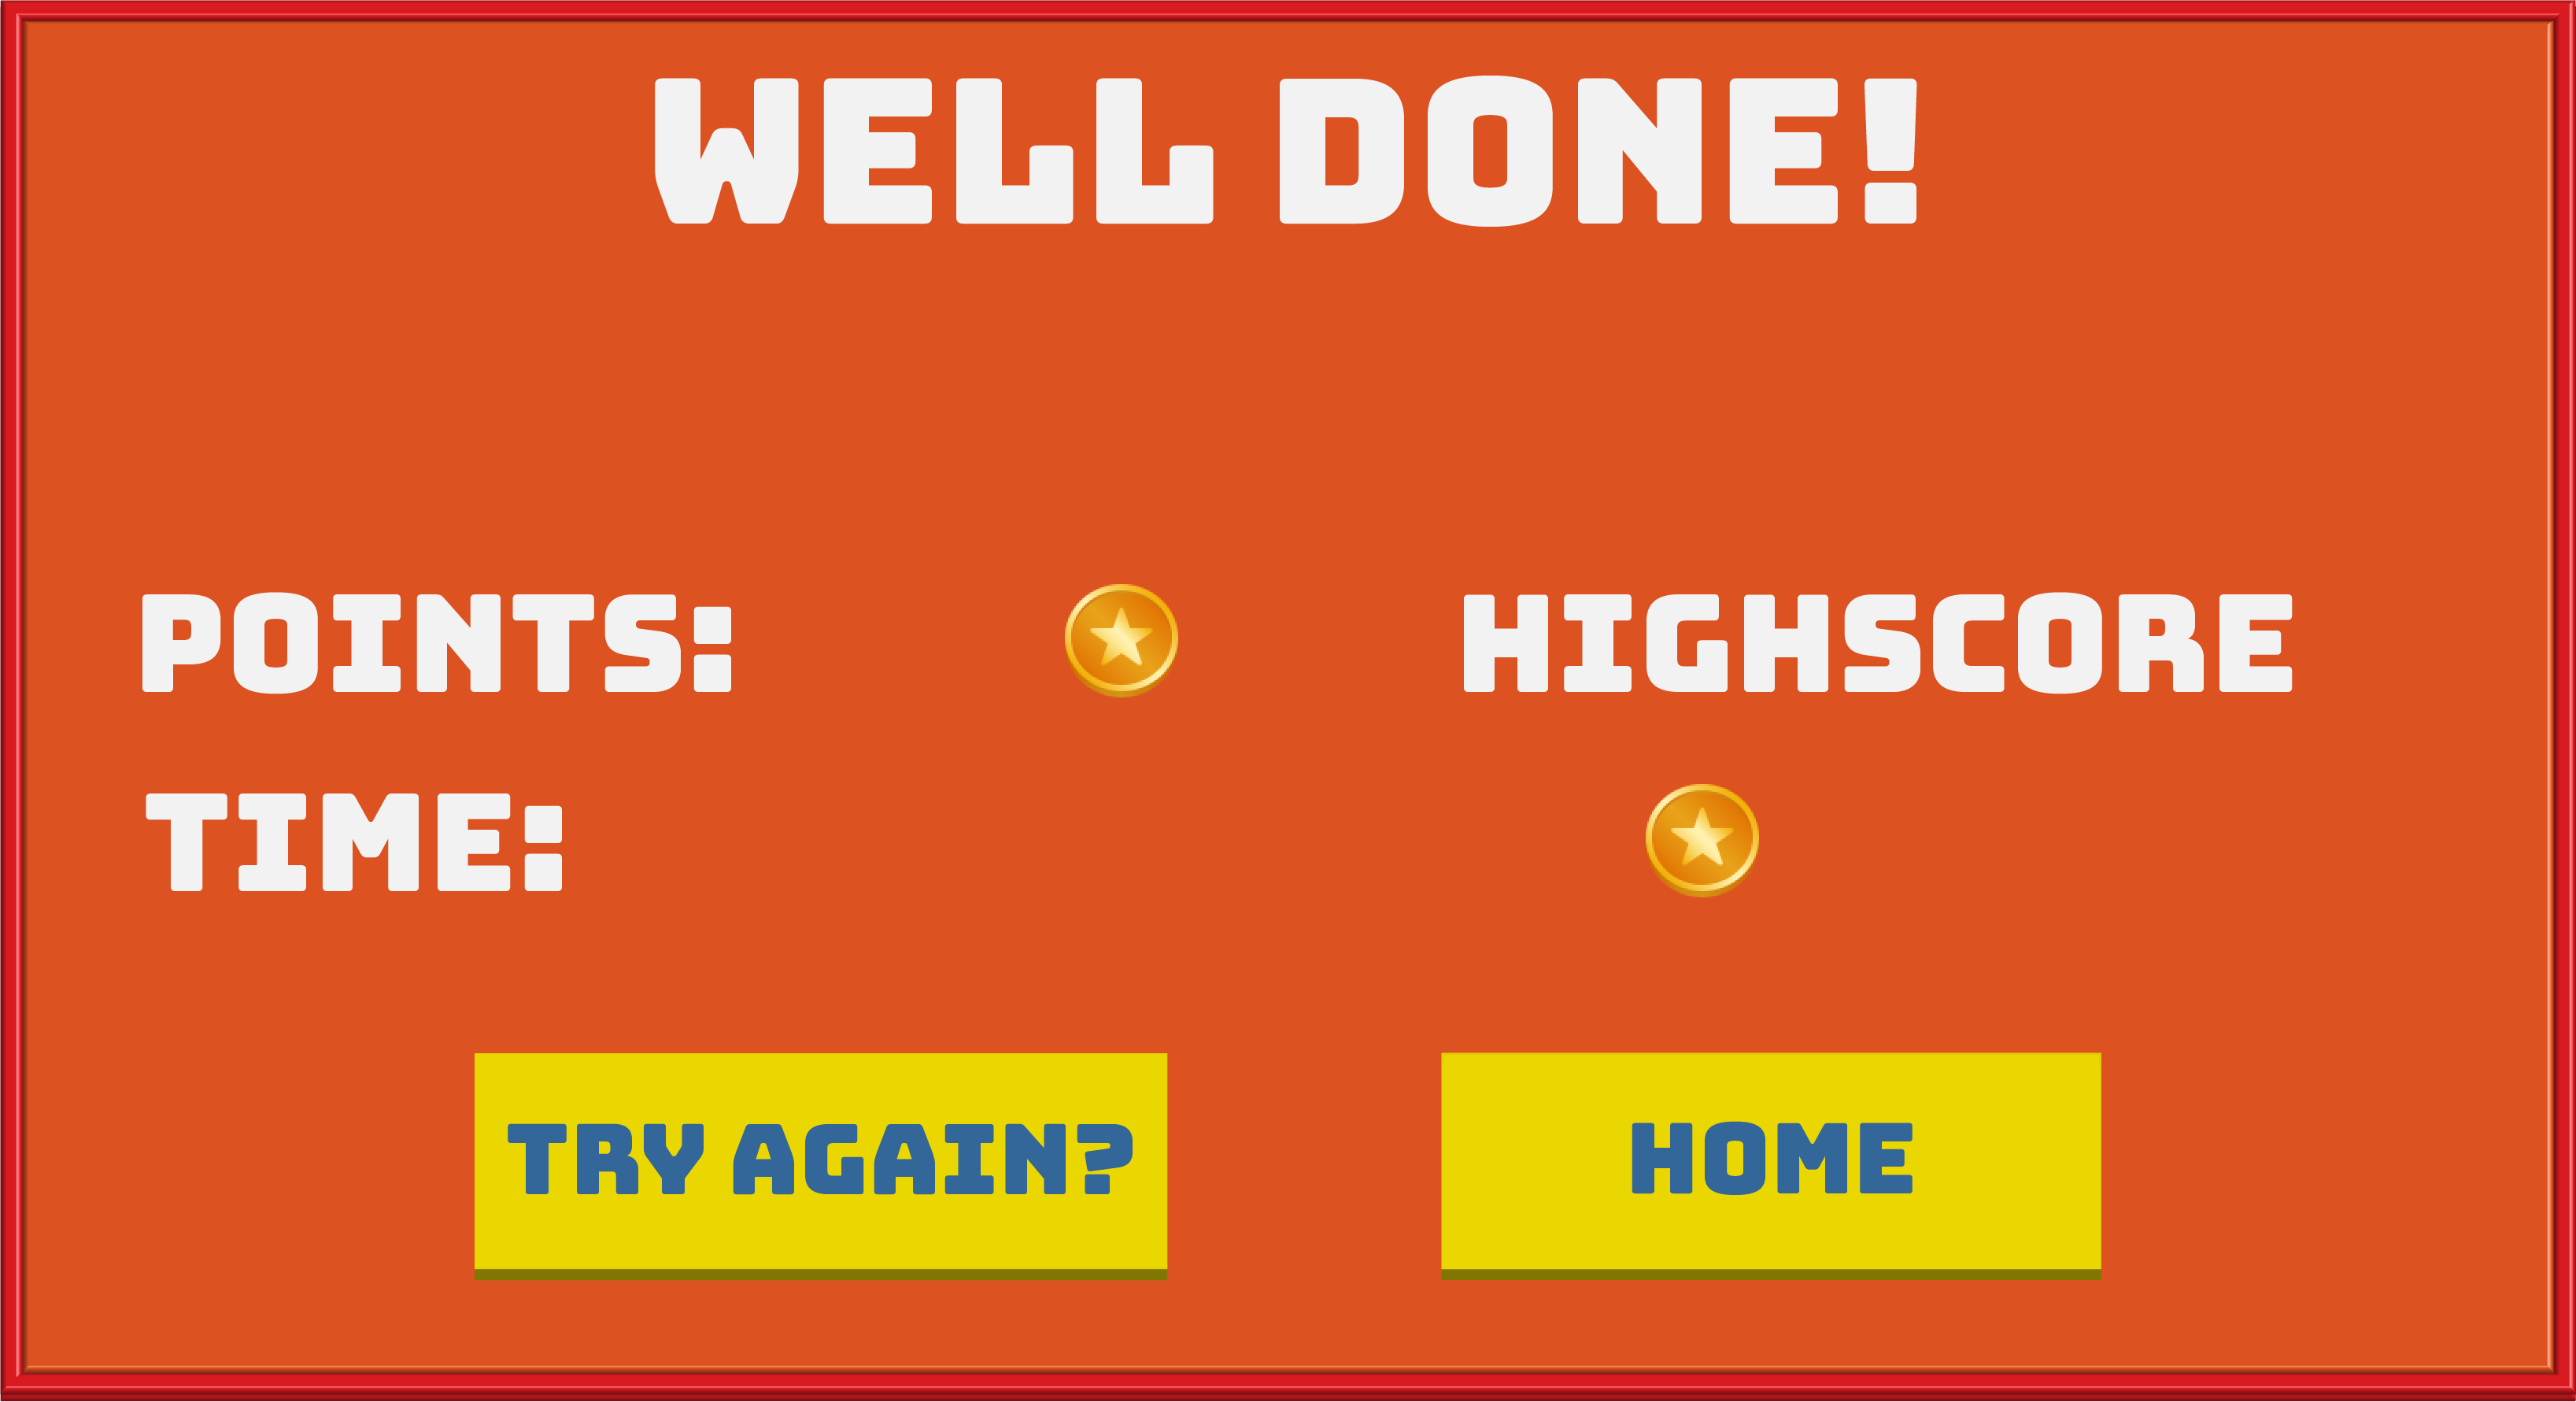 WELL DONE!
POINTS:
HIGHSCORE
TIME:
TRY AGAIN?
HOME